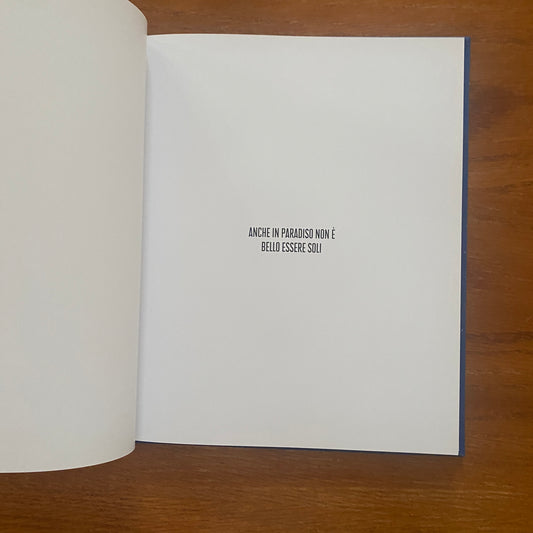 ANCHE IN PARADISO NON È
BELLO ESSERE SOLI